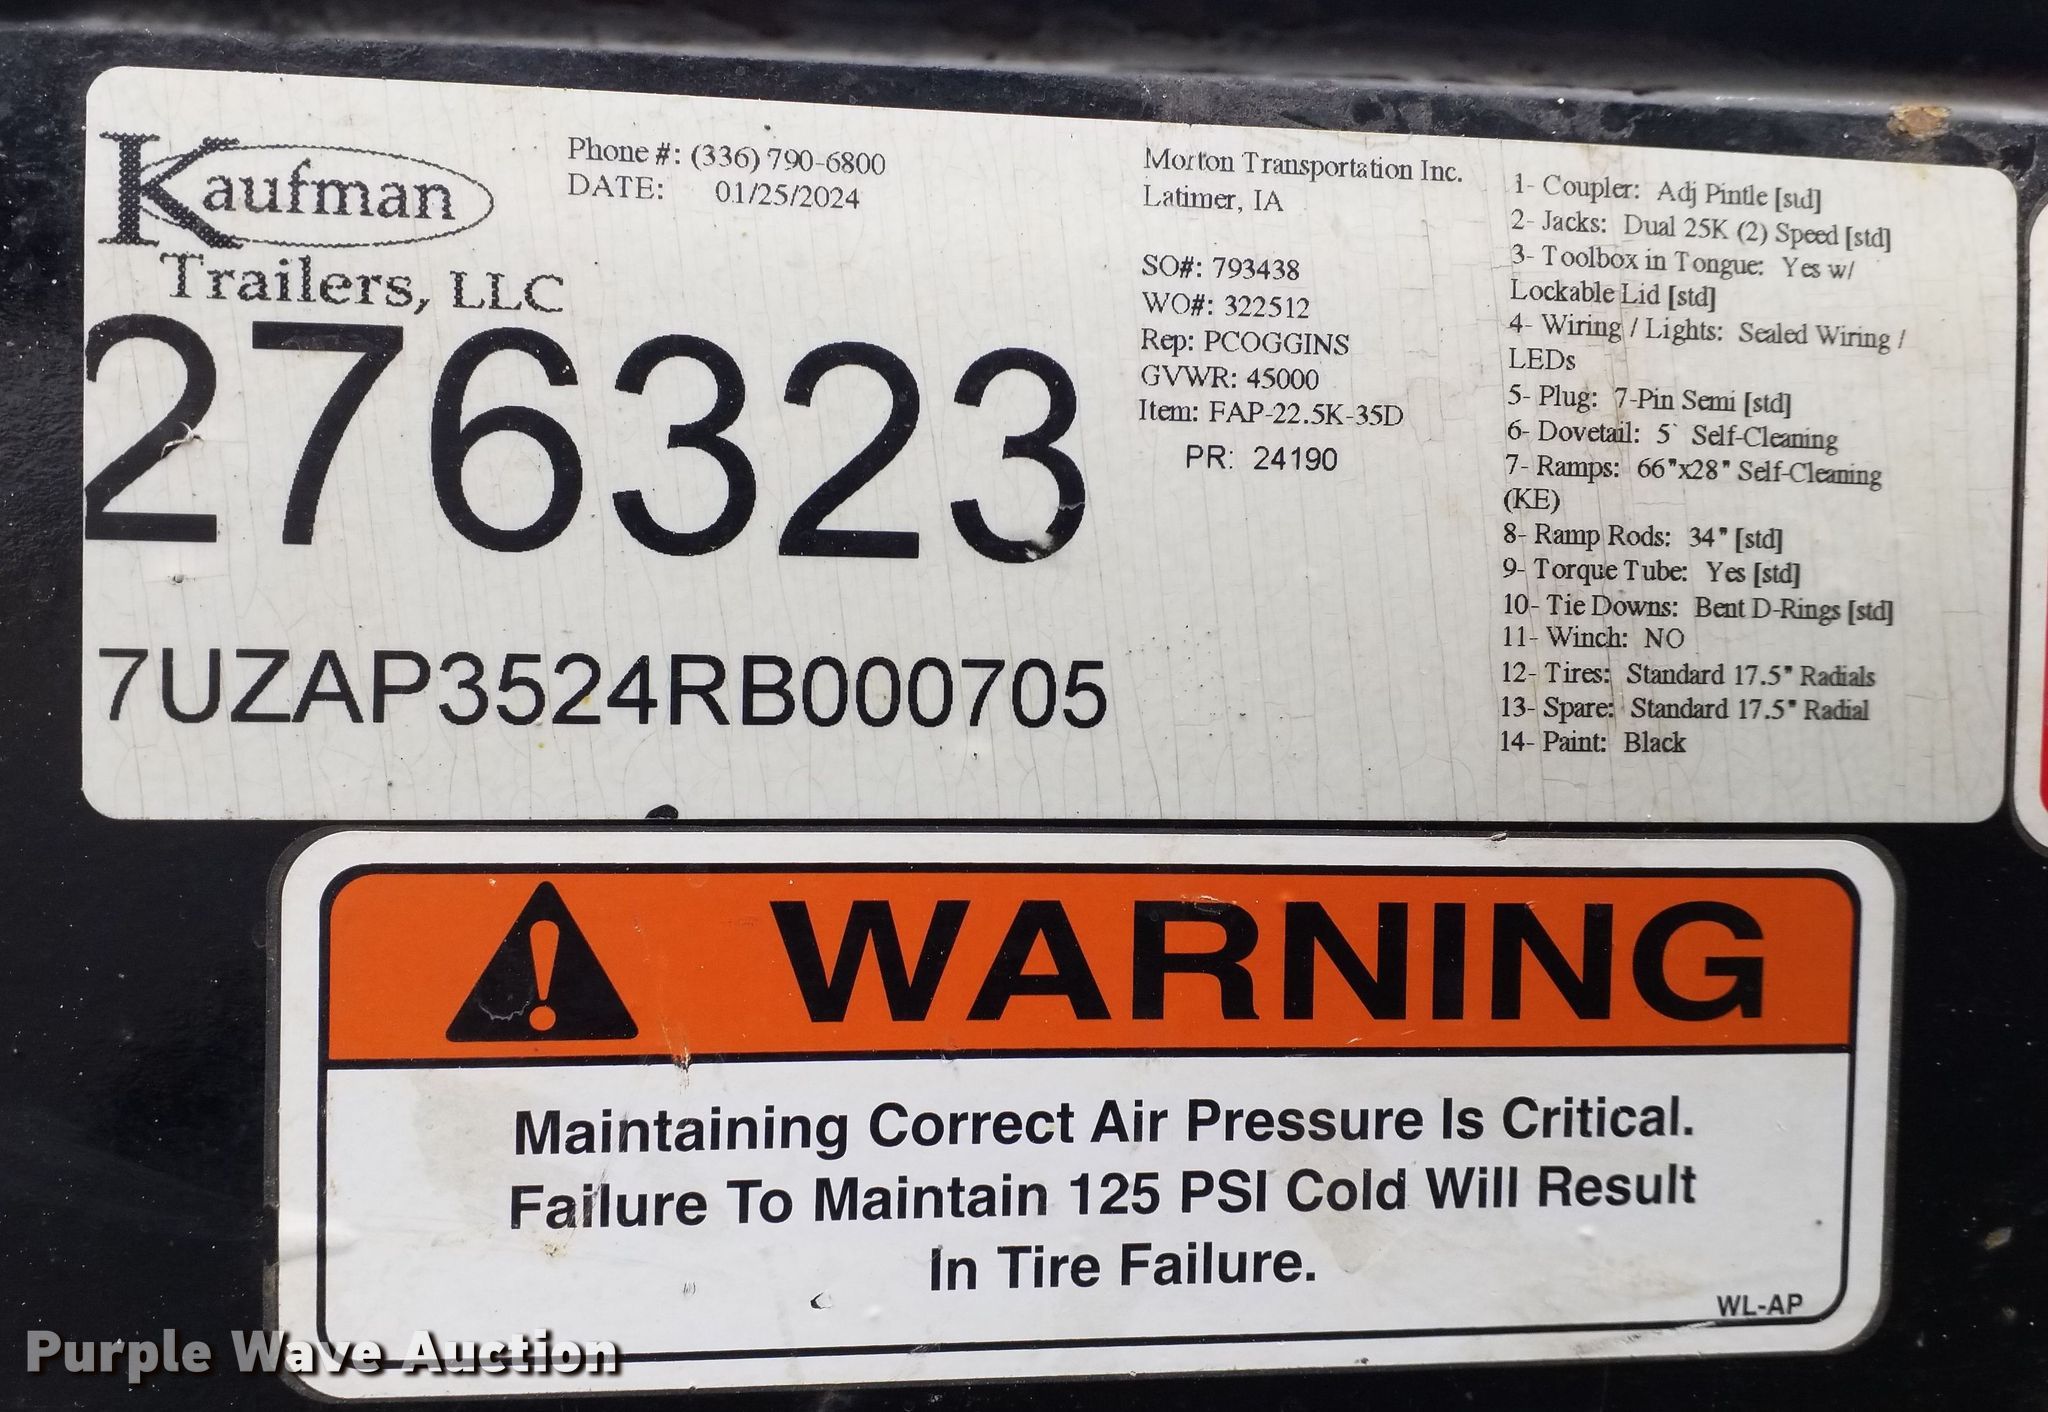 Kaufman
Trailers, LLC
Phone #: (336) 790-6800
DATE: 01/25/2024
276323
7UZAP3524RB000705
Morton Transportation Inc.
Latimer, IA
SO#: 793438
WO#: 322512
Rep: PCOGGINS
GVWR: 45000
Item: FAP-22.5K-35D
PR: 24190
1- Coupler: Adj Pintle [std]
2- Jacks: Dual 25K (2) Speed [std]
3- Toolbox in Tongue: Yes w/
Lockable Lid [std]
4- Wiring / Lights: Sealed Wiring /
LEDs
5- Plug: 7-Pin Semi [std]
6- Dovetail: 5` Self-Cleaning
7- Ramps: 66"x28" Self-Cleaning
(KE)
8- Ramp Rods: 34" [std]
9- Torque Tube: Yes [std]
10- Tie Downs: Bent D-Rings [std]
11- Winch: NO
12- Tires: Standard 17.5" Radials
13- Spare: Standard 17.5" Radial
14- Paint: Black
WARNING
Maintaining Correct Air Pressure Is Critical.
Failure To Maintain 125 PSI Cold Will Result
In Tire Failure.
WL-AP
Purple Wave Auction